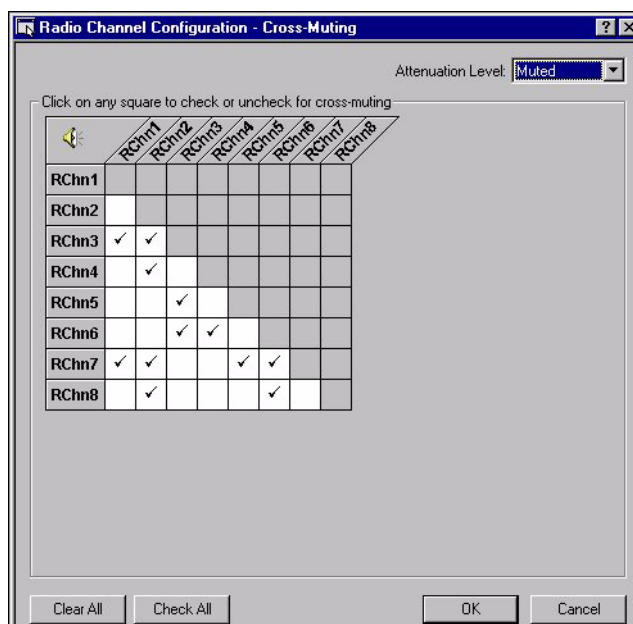 Radio Channel Configuration - Cross-Muting
Attenuation Level: Muted
Click on any square to check or uncheck for cross-muting
RChn1 RChn2 RChn3 RChn4 RChn5 RChn6 RChn7 RChn8
RChn1
RChn2
RChn3
RChn4
RChn5
RChn6
RChn7
RChn8
Clear All Check All OK Cancel